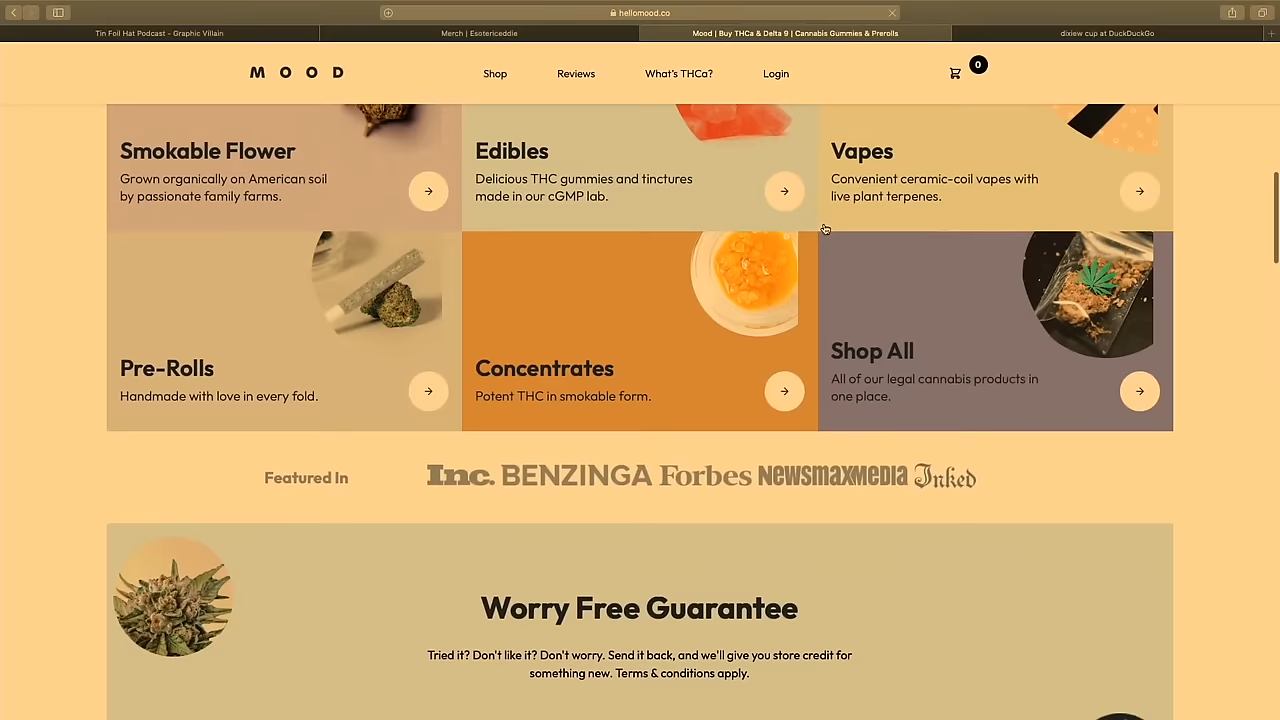 hellomood.co
Tin Foil Hat Podcast - Graphic Villain
Merch | Esotericeddie
Mood | Buy THCa & Delta 9 | Cannabis Gummies & Prerolls
dixiew cup at DuckDuckGo
MOOD
Shop
Reviews
What's THCa?
Login
0
Smokable Flower
Grown organically on American soil
by passionate family farms.
Edibles
Delicious THC gummies and tinctures
made in our cGMP lab.
Vapes
Convenient ceramic-coil vapes with
live plant terpenes.
Pre-Rolls
Handmade with love in every fold.
Concentrates
Potent THC in smokable form.
Shop All
All of our legal cannabis products in
one place.
Featured In
Inc. BENZINGA Forbes NEWSMAXMEDIA Inked
Worry Free Guarantee
Tried it? Don't like it? Don't worry. Send it back, and we'll give you store credit for
something new. Terms & conditions apply.